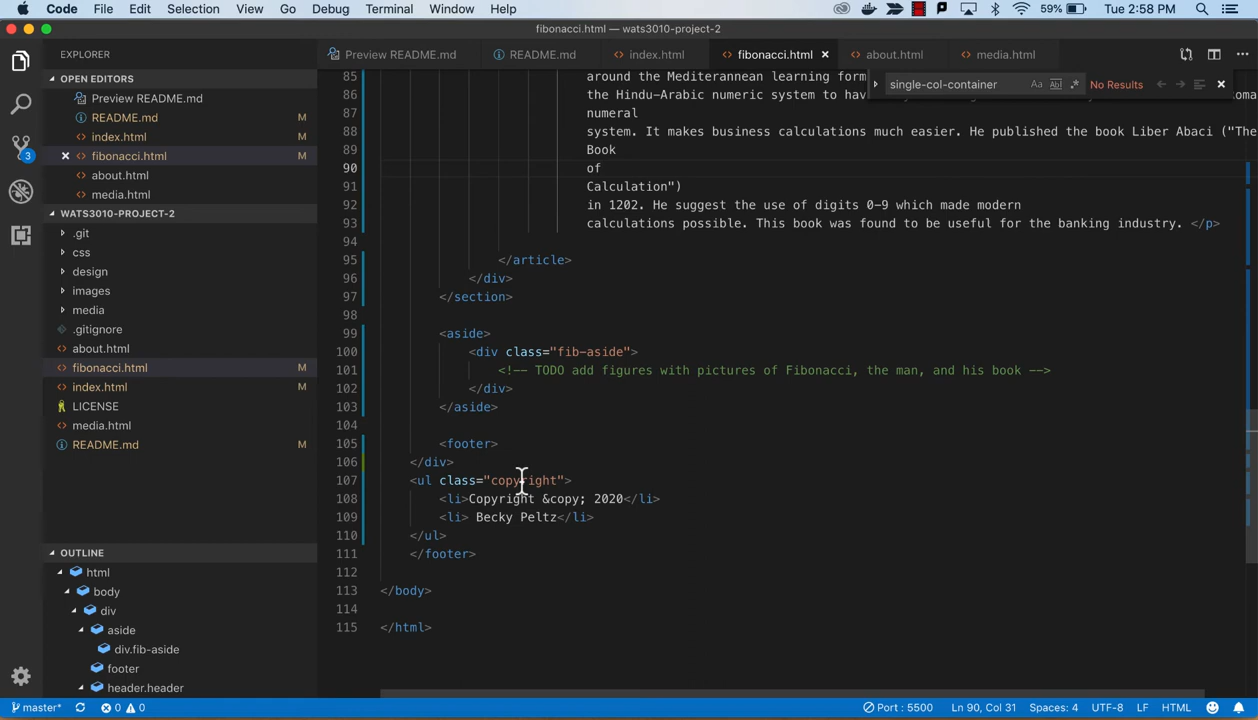 Code File Edit Selection View Go Debug Terminal Window Help 59% Tue 2:58 PM
fibonacci.html — wats3010-project-2
EXPLORER
Preview README.md README.md index.html fibonacci.html about.html media.html
OPEN EDITORS
Preview README.md
README.md M
index.html M
fibonacci.html M
about.html
media.html
WATS3010-PROJECT-2
.git
css
design
images
media
.gitignore
about.html
fibonacci.html M
index.html M
LICENSE
media.html
README.md M
OUTLINE
html
body
div
aside
div.fib-aside
footer
header.header
single-col-container Aa Abl .* No Results
85 around the Mediterannean learning form
86 the Hindu-Arabic numeric system to hav
87 numeral
88 system. It makes business calculations much easier. He published the book Liber Abaci ("The
89 Book
90 of
91 Calculation")
92 in 1202. He suggest the use of digits 0-9 which made modern
93 calculations possible. This book was found to be useful for the banking industry. </p>
94
95 </article>
96 </div>
97 </section>
98
99 <aside>
100 <div class="fib-aside">
101 <!-- TODO add figures with pictures of Fibonacci, the man, and his book -->
102 </div>
103 </aside>
104
105 <footer>
106 </div>
107 <ul class="copyright">
108 <li>Copyright &copy; 2020</li>
109 <li> Becky Peltz</li>
110 </ul>
111 </footer>
112
113 </body>
114
115 </html>
3
master* 0 0 Port : 5500 Ln 90, Col 31 Spaces: 4 UTF-8 LF HTML